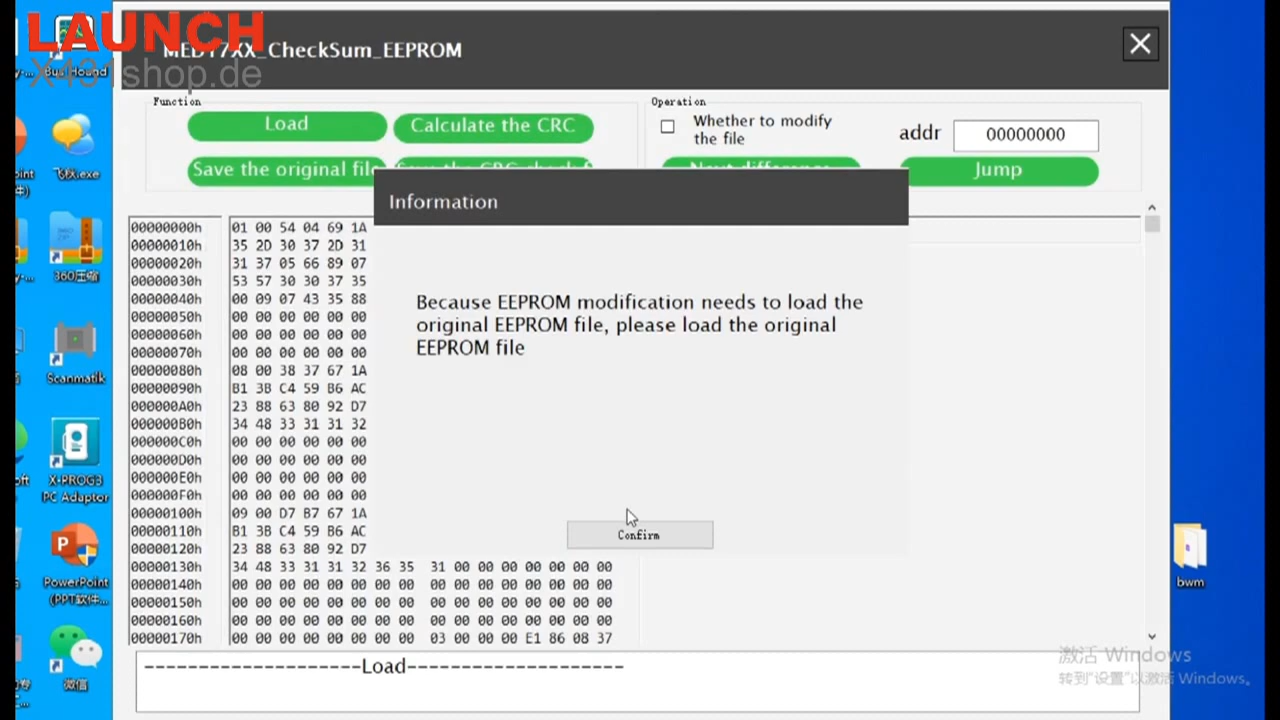 LAUNCH
X431shop.de
MED17XX_CheckSum_EEPROM
Bus Hound
飞秋.exe
360压缩
Scanmatik
X-PROG3
PC Adaptor
PowerPoint
(PPT软件...
微信
bwm
Function
Load
Calculate the CRC
Save the original file
Operation
Whether to modify
the file
addr
00000000
Next difference
Jump
Information
Because EEPROM modification needs to load the
original EEPROM file, please load the original
EEPROM file
Confirm
00000000h 01 00 54 04 69 1A
00000010h 35 2D 30 37 2D 31
00000020h 31 37 05 66 89 07
00000030h 53 57 30 30 37 35
00000040h 00 09 07 43 35 88
00000050h 00 00 00 00 00 00
00000060h 00 00 00 00 00 00
00000070h 00 00 00 00 00 00
00000080h 08 00 38 37 67 1A
00000090h B1 3B C4 59 B6 AC
000000A0h 23 88 63 80 92 D7
000000B0h 34 48 33 31 31 32
000000C0h 00 00 00 00 00 00
000000D0h 00 00 00 00 00 00
000000E0h 00 00 00 00 00 00
000000F0h 00 00 00 00 00 00
00000100h 09 00 D7 B7 67 1A
00000110h B1 3B C4 59 B6 AC
00000120h 23 88 63 80 92 D7
00000130h 34 48 33 31 31 32 36 35 31 00 00 00 00 00 00 00
00000140h 00 00 00 00 00 00 00 00 00 00 00 00 00 00 00 00
00000150h 00 00 00 00 00 00 00 00 00 00 00 00 00 00 00 00
00000160h 00 00 00 00 00 00 00 00 00 00 00 00 00 00 00 00
00000170h 00 00 00 00 00 00 00 00 03 00 00 00 E1 86 08 37
--------------------Load--------------------
激活 Windows
转到"设置"以激活 Windows。